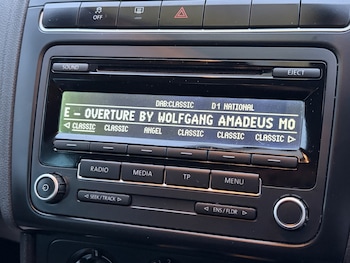 OFF
SOUND
EJECT
DAB:CLASSIC D1 NATIONAL
E - OVERTURE BY WOLFGANG AMADEUS MO
CLASSIC CLASSIC ANGEL CLASSIC CLASSIC CLASSIC
RADIO MEDIA TP MENU
SEEK / TRACK ENS / FLDR